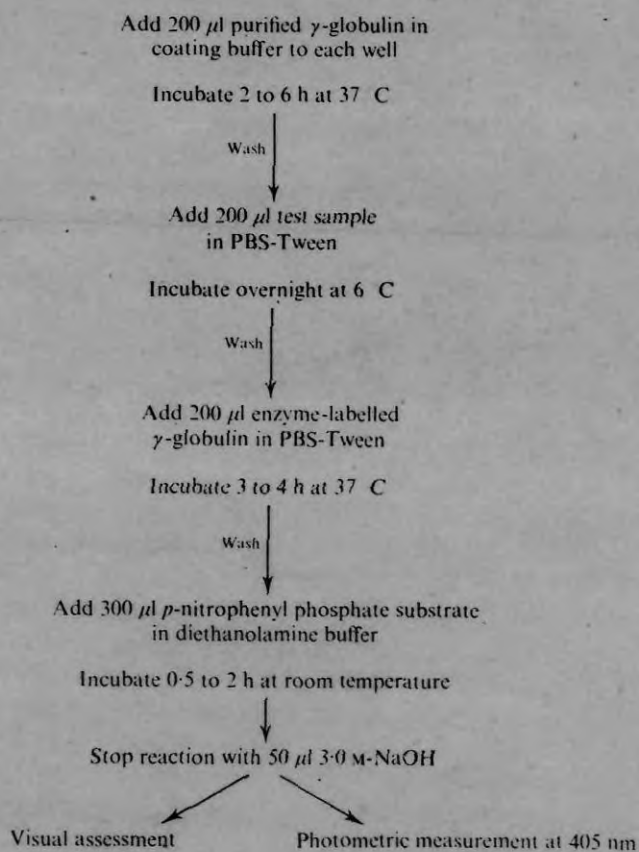 Add 200 μl purified γ-globulin in
coating buffer to each well
Incubate 2 to 6 h at 37 C
Wash
Add 200 μl test sample
in PBS-Tween
Incubate overnight at 6 C
Wash
Add 200 μl enzyme-labelled
γ-globulin in PBS-Tween
Incubate 3 to 4 h at 37 C
Wash
Add 300 μl p-nitrophenyl phosphate substrate
in diethanolamine buffer
Incubate 0·5 to 2 h at room temperature
Stop reaction with 50 μl 3·0 M-NaOH
Visual assessment
Photometric measurement at 405 nm